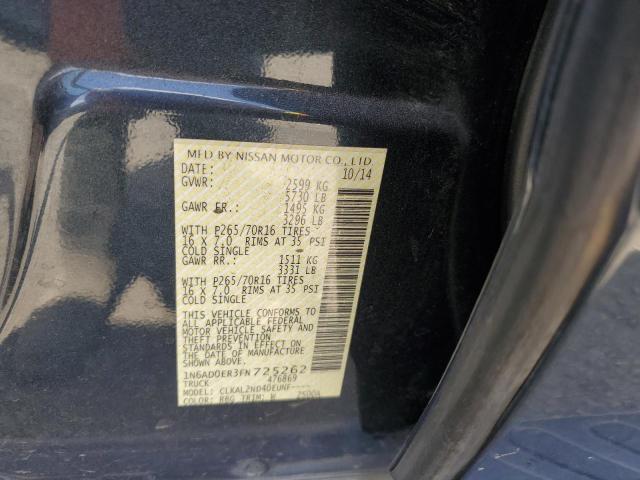 MFD BY NISSAN MOTOR CO., LTD.
DATE: 10/14
GVWR: 2599 KG
5730 LB
GAWR FR.: 1495 KG
3296 LB
WITH P265/70R16 TIRES
16 X 7.0 RIMS AT 35 PSI
COLD SINGLE
GAWR RR.: 1511 KG
3331 LB
WITH P265/70R16 TIRES
16 X 7.0 RIMS AT 35 PSI
COLD SINGLE
THIS VEHICLE CONFORMS TO
ALL APPLICABLE FEDERAL
MOTOR VEHICLE SAFETY AND
THEFT PREVENTION
STANDARDS IN EFFECT ON
THE DATE OF MANUFACTURE
SHOWN ABOVE.
1N6AD0ER3FN725262
TRUCK 476869
MODEL: CLKAL2N040EUNF----
COLOR: RBG TRIM: W